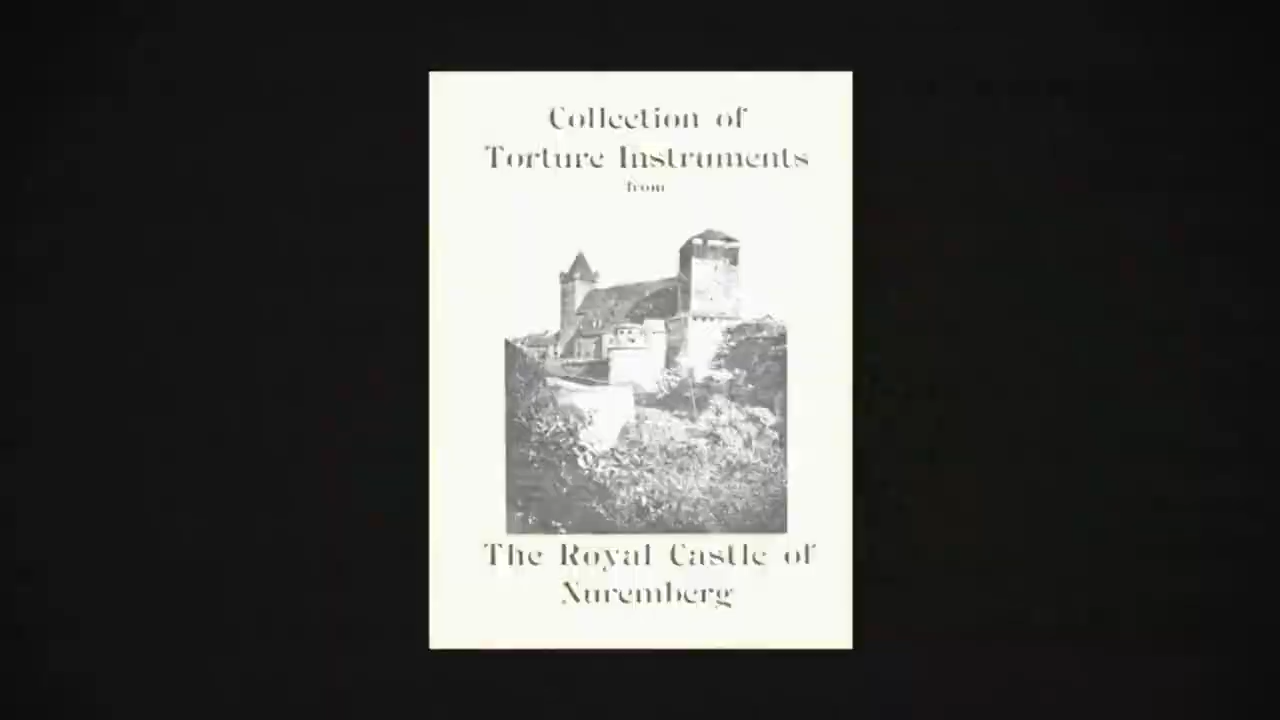 Collection of
Torture Instruments
from
The Royal Castle of
Nuremberg